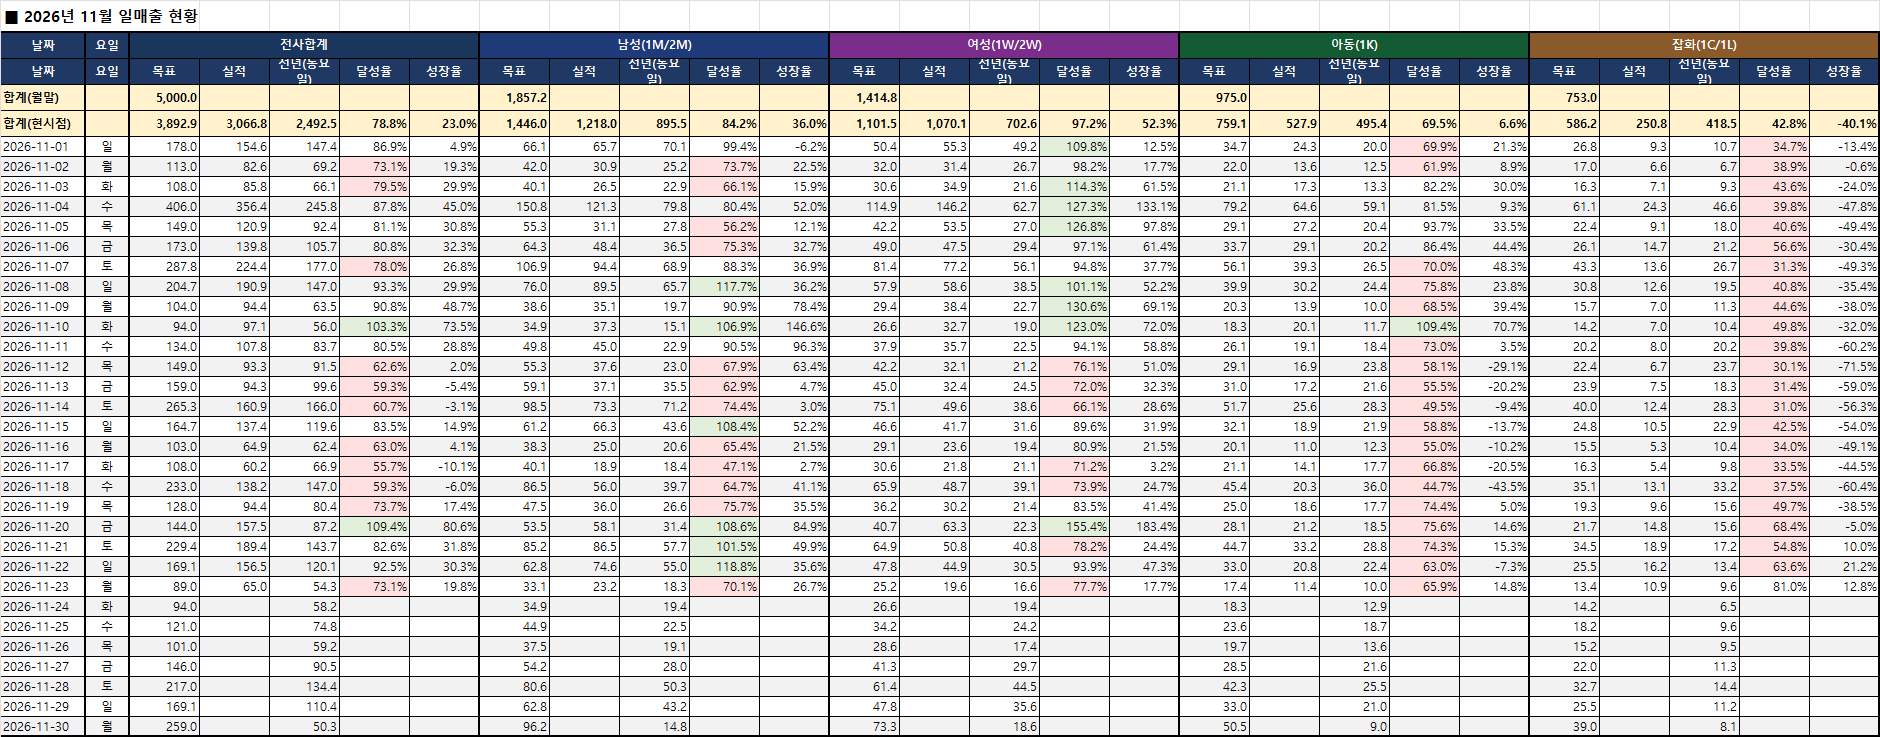 ■ 2026년 11월 일매출 현황
날짜 요일 전사합계 남성(1M/2M) 여성(1W/2W) 아동(1K) 잡화(1C/1L)
날짜 요일 목표 실적 전년(동요일) 달성율 성장율 목표 실적 전년(동요일) 달성율 성장율 목표 실적 전년(동요일) 달성율 성장율 목표 실적 전년(동요일) 달성율 성장율 목표 실적 전년(동요일) 달성율 성장율
합계(월말) 5,000.0 1,857.2 1,414.8 975.0 753.0
합계(현시점) 3,892.9 3,066.8 2,492.5 78.8% 23.0% 1,446.0 1,218.0 895.5 84.2% 36.0% 1,101.5 1,070.1 702.6 97.2% 52.3% 759.1 527.9 495.4 69.5% 6.6% 586.2 250.8 418.5 42.8% -40.1%
2026-11-01 일 178.0 154.6 147.4 86.9% 4.9% 66.1 65.7 70.1 99.4% -6.2% 50.4 55.3 49.2 109.8% 12.5% 34.7 24.3 20.0 69.9% 21.3% 26.8 9.3 10.7 34.7% -13.4%
2026-11-02 월 113.0 82.6 69.2 73.1% 19.3% 42.0 30.9 25.2 73.7% 22.5% 32.0 31.4 26.7 98.2% 17.7% 22.0 13.6 12.5 61.9% 8.9% 17.0 6.6 6.7 38.9% -0.6%
2026-11-03 화 108.0 85.8 66.1 79.5% 29.9% 40.1 26.5 22.9 66.1% 15.9% 30.6 34.9 21.6 114.3% 61.5% 21.1 17.3 13.3 82.2% 30.0% 16.3 7.1 9.3 43.6% -24.0%
2026-11-04 수 406.0 356.4 245.8 87.8% 45.0% 150.8 121.3 79.8 80.4% 52.0% 114.9 146.2 62.7 127.3% 133.1% 79.2 64.6 59.1 81.5% 9.3% 61.1 24.3 46.6 39.8% -47.8%
2026-11-05 목 149.0 120.9 92.4 81.1% 30.8% 55.3 31.1 27.8 56.2% 12.1% 42.2 53.5 27.0 126.8% 97.8% 29.1 27.2 20.4 93.7% 33.5% 22.4 9.1 18.0 40.6% -49.4%
2026-11-06 금 173.0 139.8 105.7 80.8% 32.3% 64.3 48.4 36.5 75.3% 32.7% 49.0 47.5 29.4 97.1% 61.4% 33.7 29.1 20.2 86.4% 44.4% 26.1 14.7 21.2 56.6% -30.4%
2026-11-07 토 287.8 224.4 177.0 78.0% 26.8% 106.9 94.4 68.9 88.3% 36.9% 81.4 77.2 56.1 94.8% 37.7% 56.1 39.3 26.5 70.0% 48.3% 43.3 13.6 26.7 31.3% -49.3%
2026-11-08 일 204.7 190.9 147.0 93.3% 29.9% 76.0 89.5 65.7 117.7% 36.2% 57.9 58.6 38.5 101.1% 52.2% 39.9 30.2 24.4 75.8% 23.8% 30.8 12.6 19.5 40.8% -35.4%
2026-11-09 월 104.0 94.4 63.5 90.8% 48.7% 38.6 35.1 19.7 90.9% 78.4% 29.4 38.4 22.7 130.6% 69.1% 20.3 13.9 10.0 68.5% 39.4% 15.7 7.0 11.3 44.6% -38.0%
2026-11-10 화 94.0 97.1 56.0 103.3% 73.5% 34.9 37.3 15.1 106.9% 146.6% 26.6 32.7 19.0 123.0% 72.0% 18.3 20.1 11.7 109.4% 70.7% 14.2 7.0 10.4 49.8% -32.0%
2026-11-11 수 134.0 107.8 83.7 80.5% 28.8% 49.8 45.0 22.9 90.5% 96.3% 37.9 35.7 22.5 94.1% 58.8% 26.1 19.1 18.4 73.0% 3.5% 20.2 8.0 20.2 39.8% -60.2%
2026-11-12 목 149.0 93.3 91.5 62.6% 2.0% 55.3 37.6 23.0 67.9% 63.4% 42.2 32.1 21.2 76.1% 51.0% 29.1 16.9 23.8 58.1% -29.1% 22.4 6.7 23.7 30.1% -71.5%
2026-11-13 금 159.0 94.3 99.6 59.3% -5.4% 59.1 37.1 35.5 62.9% 4.7% 45.0 32.4 24.5 72.0% 32.3% 31.0 17.2 21.6 55.5% -20.2% 23.9 7.5 18.3 31.4% -59.0%
2026-11-14 토 265.3 160.9 166.0 60.7% -3.1% 98.5 73.3 71.2 74.4% 3.0% 75.1 49.6 38.6 66.1% 28.6% 51.7 25.6 28.3 49.5% -9.4% 40.0 12.4 28.3 31.0% -56.3%
2026-11-15 일 164.7 137.4 119.6 83.5% 14.9% 61.2 66.3 43.6 108.4% 52.2% 46.6 41.7 31.6 89.6% 31.9% 32.1 18.9 21.9 58.8% -13.7% 24.8 10.5 22.9 42.5% -54.0%
2026-11-16 월 103.0 64.9 62.4 63.0% 4.1% 38.3 25.0 20.6 65.4% 21.5% 29.1 23.6 19.4 80.9% 21.5% 20.1 11.0 12.3 55.0% -10.2% 15.5 5.3 10.4 34.0% -49.1%
2026-11-17 화 108.0 60.2 66.9 55.7% -10.1% 40.1 18.9 18.4 47.1% 2.7% 30.6 21.8 21.1 71.2% 3.2% 21.1 14.1 17.7 66.8% -20.5% 16.3 5.4 9.8 33.5% -44.5%
2026-11-18 수 233.0 138.2 147.0 59.3% -6.0% 86.5 56.0 39.7 64.7% 41.1% 65.9 48.7 39.1 73.9% 24.7% 45.4 20.3 36.0 44.7% -43.5% 35.1 13.1 33.2 37.5% -60.4%
2026-11-19 목 128.0 94.4 80.4 73.7% 17.4% 47.5 36.0 26.6 75.7% 35.5% 36.2 30.2 21.4 83.5% 41.4% 25.0 18.6 17.7 74.4% 5.0% 19.3 9.6 15.6 49.7% -38.5%
2026-11-20 금 144.0 157.5 87.2 109.4% 80.6% 53.5 58.1 31.4 108.6% 84.9% 40.7 63.3 22.3 155.4% 183.4% 28.1 21.2 18.5 75.6% 14.6% 21.7 14.8 15.6 68.4% -5.0%
2026-11-21 토 229.4 189.4 143.7 82.6% 31.8% 85.2 86.5 57.7 101.5% 49.9% 64.9 50.8 40.8 78.2% 24.4% 44.7 33.2 28.8 74.3% 15.3% 34.5 18.9 17.2 54.8% 10.0%
2026-11-22 일 169.1 156.5 120.1 92.5% 30.3% 62.8 74.6 55.0 118.8% 35.6% 47.8 44.9 30.5 93.9% 47.3% 33.0 20.8 22.4 63.0% -7.3% 25.5 16.2 13.4 63.6% 21.2%
2026-11-23 월 89.0 65.0 54.3 73.1% 19.8% 33.1 23.2 18.3 70.1% 26.7% 25.2 19.6 16.6 77.7% 17.7% 17.4 11.4 10.0 65.9% 14.8% 13.4 10.9 9.6 81.0% 12.8%
2026-11-24 화 94.0 58.2 34.9 19.4 26.6 19.4 18.3 12.9 14.2 6.5
2026-11-25 수 121.0 74.8 44.9 22.5 34.2 24.2 23.6 18.7 18.2 9.6
2026-11-26 목 101.0 59.2 37.5 19.1 28.6 17.4 19.7 13.6 15.2 9.5
2026-11-27 금 146.0 90.5 54.2 28.0 41.3 29.7 28.5 21.6 22.0 11.3
2026-11-28 토 217.0 134.4 80.6 50.3 61.4 44.5 42.3 25.5 32.7 14.4
2026-11-29 일 169.1 110.4 62.8 43.2 47.8 35.6 33.0 21.0 25.5 11.2
2026-11-30 월 259.0 50.3 96.2 14.8 73.3 18.6 50.5 9.0 39.0 8.1